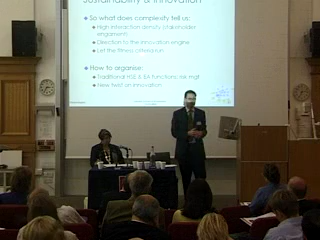 Sustainability & Innovation
So what does complexity tell us:
High interaction density (stakeholder
engagement)
Direction to the innovation engine
Let the fitness criteria run
How to organise:
Traditional HSE & EA functions: risk mgt
New: twist on innovation